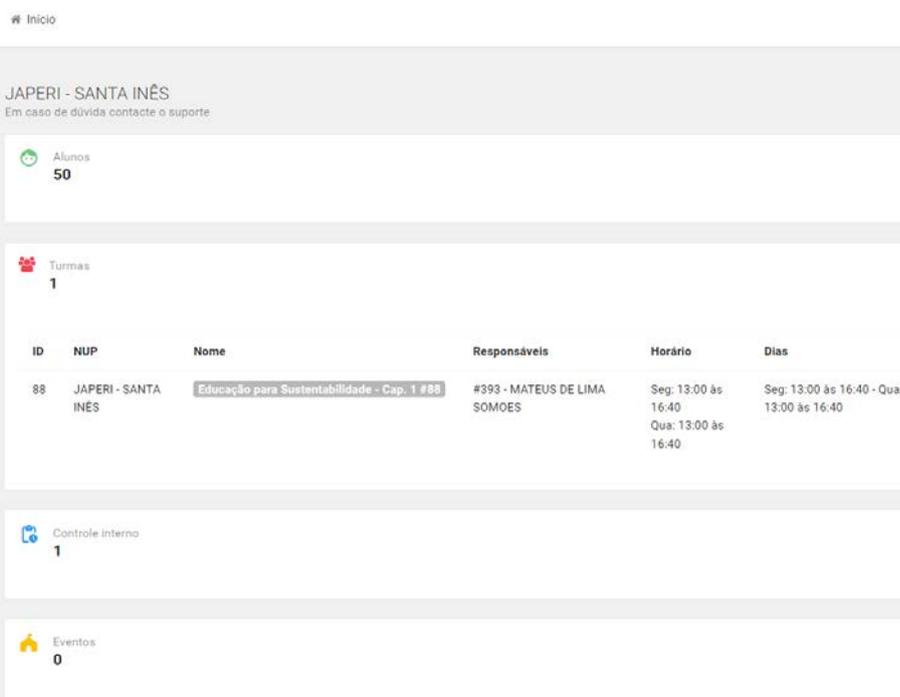 Início
JAPERI - SANTA INÊS
Em caso de dúvida contacte o suporte
Alunos
50
Turmas
1
ID NUP Nome Responsáveis Horário Dias
88 JAPERI - SANTA Educação para Sustentabilidade - Cap. 1 #88 #393 - MATEUS DE LIMA Seg: 13:00 às Seg: 13:00 às 16:40 - Qua
INÊS SOMOES 16:40 13:00 às 16:40
Qua: 13:00 às
16:40
Controle interno
1
Eventos
0